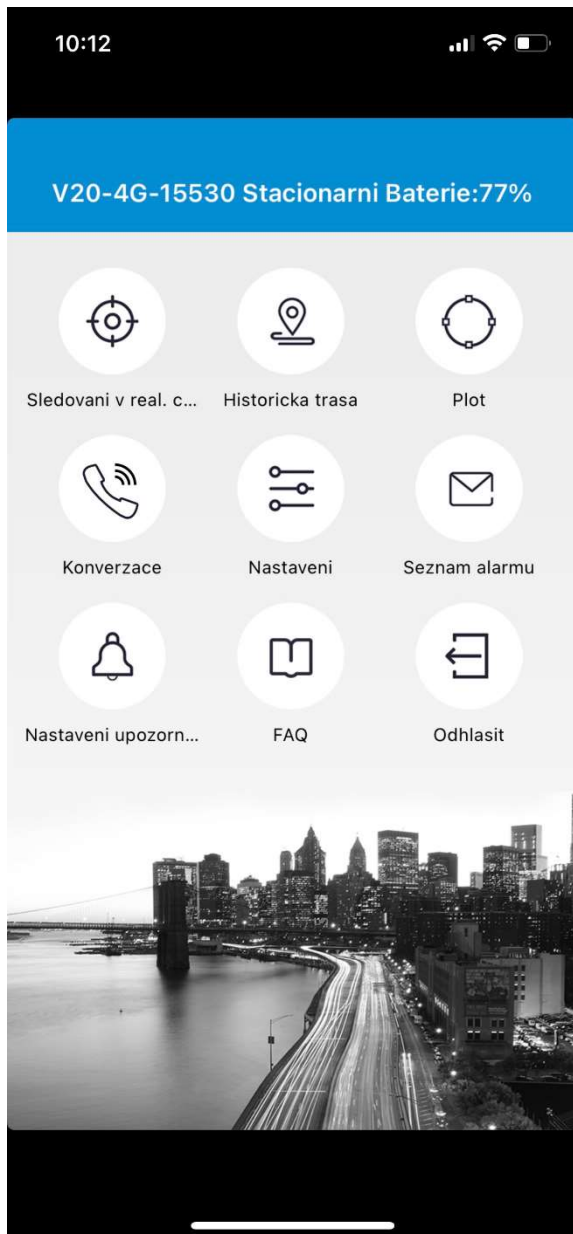 10:12
V20-4G-15530 Stacionarni Baterie:77%
Sledovani v real. c... Historicka trasa Plot
Konverzace Nastaveni Seznam alarmu
Nastaveni upozorn... FAQ Odhlasit